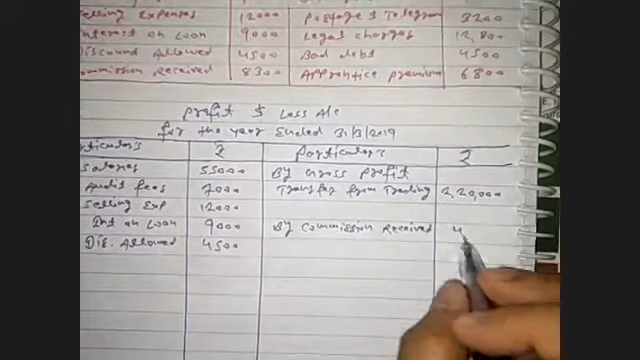 Selling Expenses 12000 Postage & Telegram 3200
Interest on Loan 9000 Legal charges 12,800
Discount Allowed 4500 Bad debt 4500
Commission Received 8300 Apprentice premium 6800
Profit & Loss A/c
for the year Ended 31/3/2019
Particulars ₹ Particulars ₹
Salaries 55000 By Gross Profit
Audit fees 7000 Transfer from Trading 2,20,000
Selling Exp 12000
Int on Loan 9000 By Commission Received
Dis. Allowed 4500